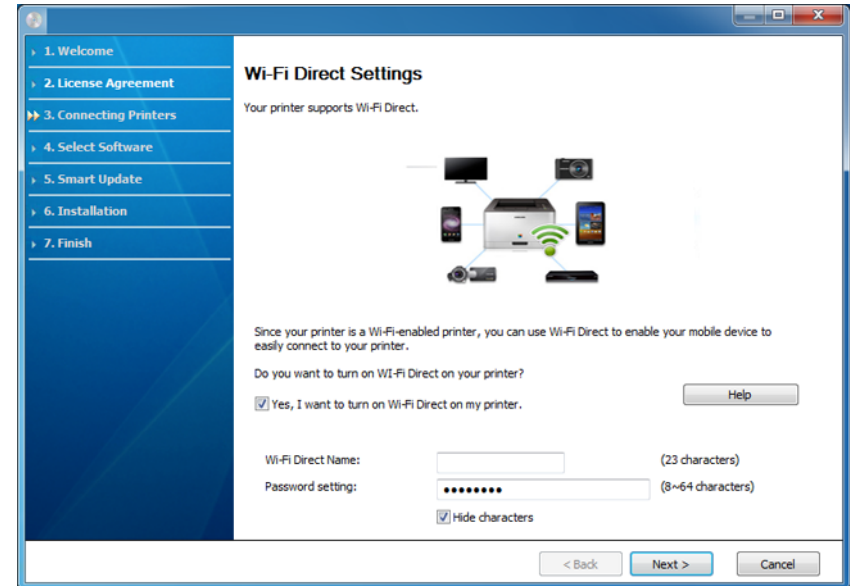 1. Welcome
2. License Agreement
3. Connecting Printers
4. Select Software
5. Smart Update
6. Installation
7. Finish
Wi-Fi Direct Settings
Your printer supports Wi-Fi Direct.
Since your printer is a Wi-Fi-enabled printer, you can use Wi-Fi Direct to enable your mobile device to
easily connect to your printer.
Do you want to turn on WI-Fi Direct on your printer?
Help
Yes, I want to turn on Wi-Fi Direct on my printer.
Wi-Fi Direct Name: (23 characters)
Password setting: ●●●●●●●● (8~64 characters)
Hide characters
< Back Next > Cancel